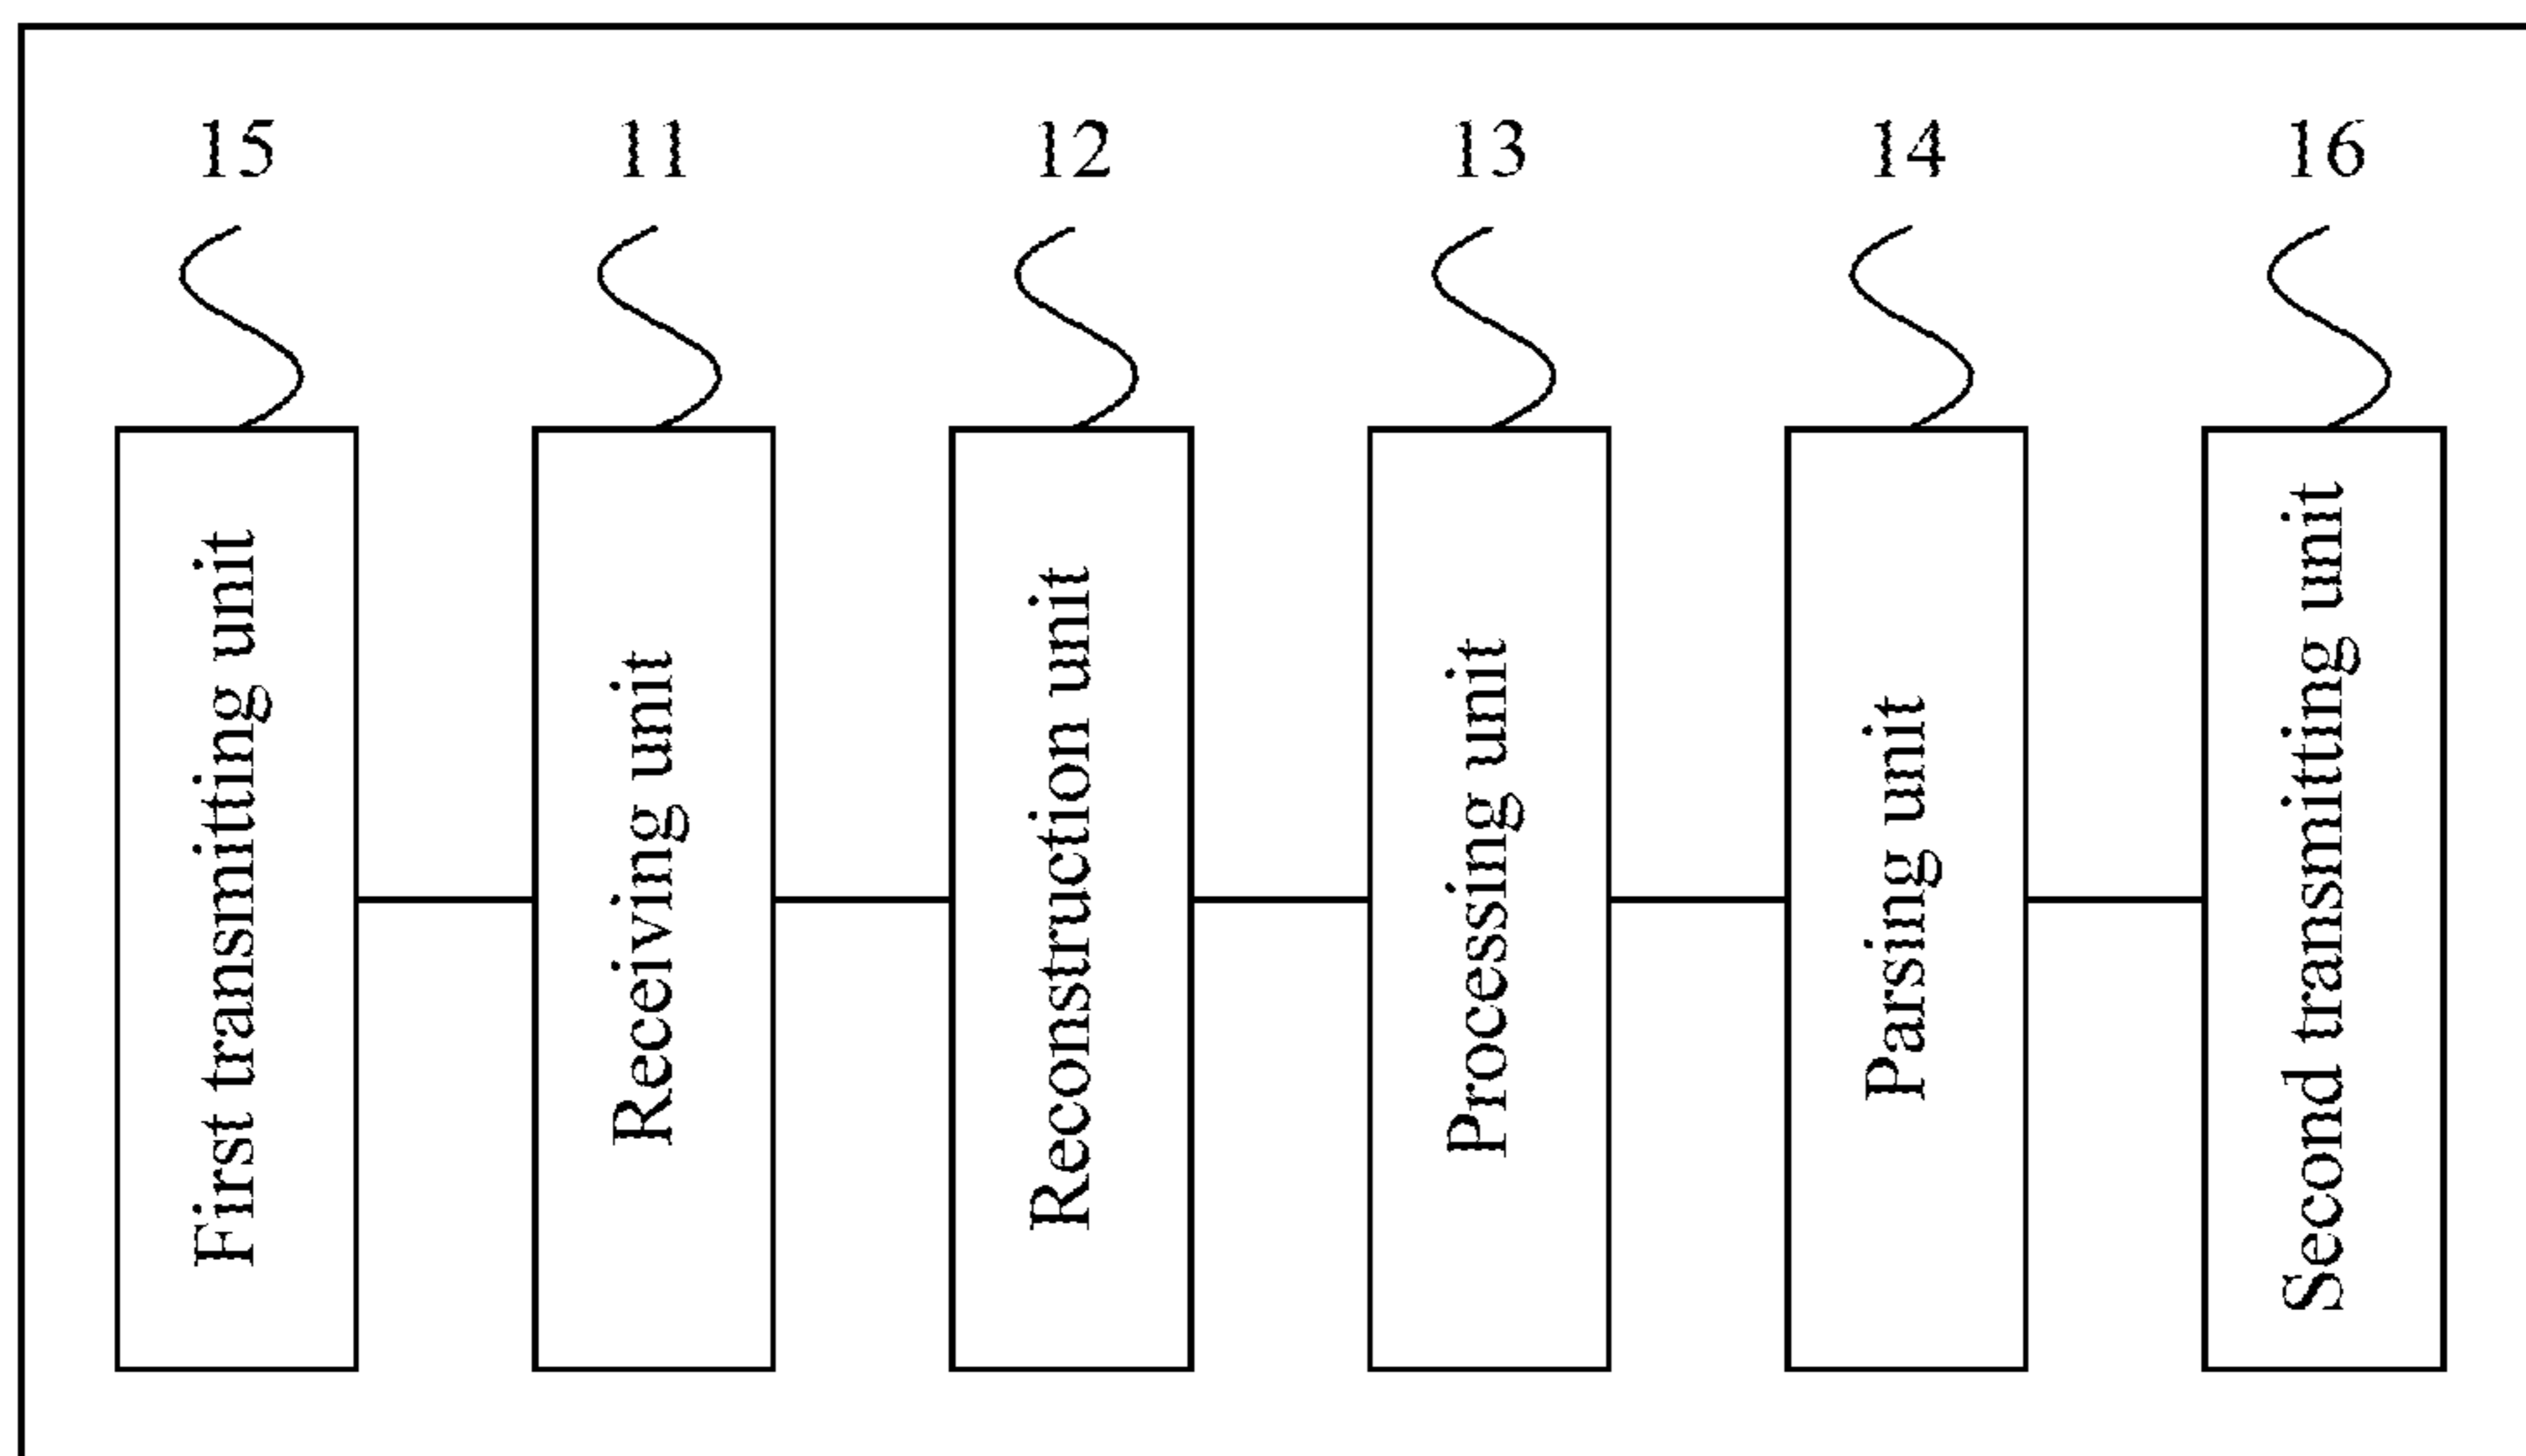 15
11
12
13
14
16
First transmitting unit
Receiving unit
Reconstruction unit
Processing unit
Parsing unit
Second transmitting unit